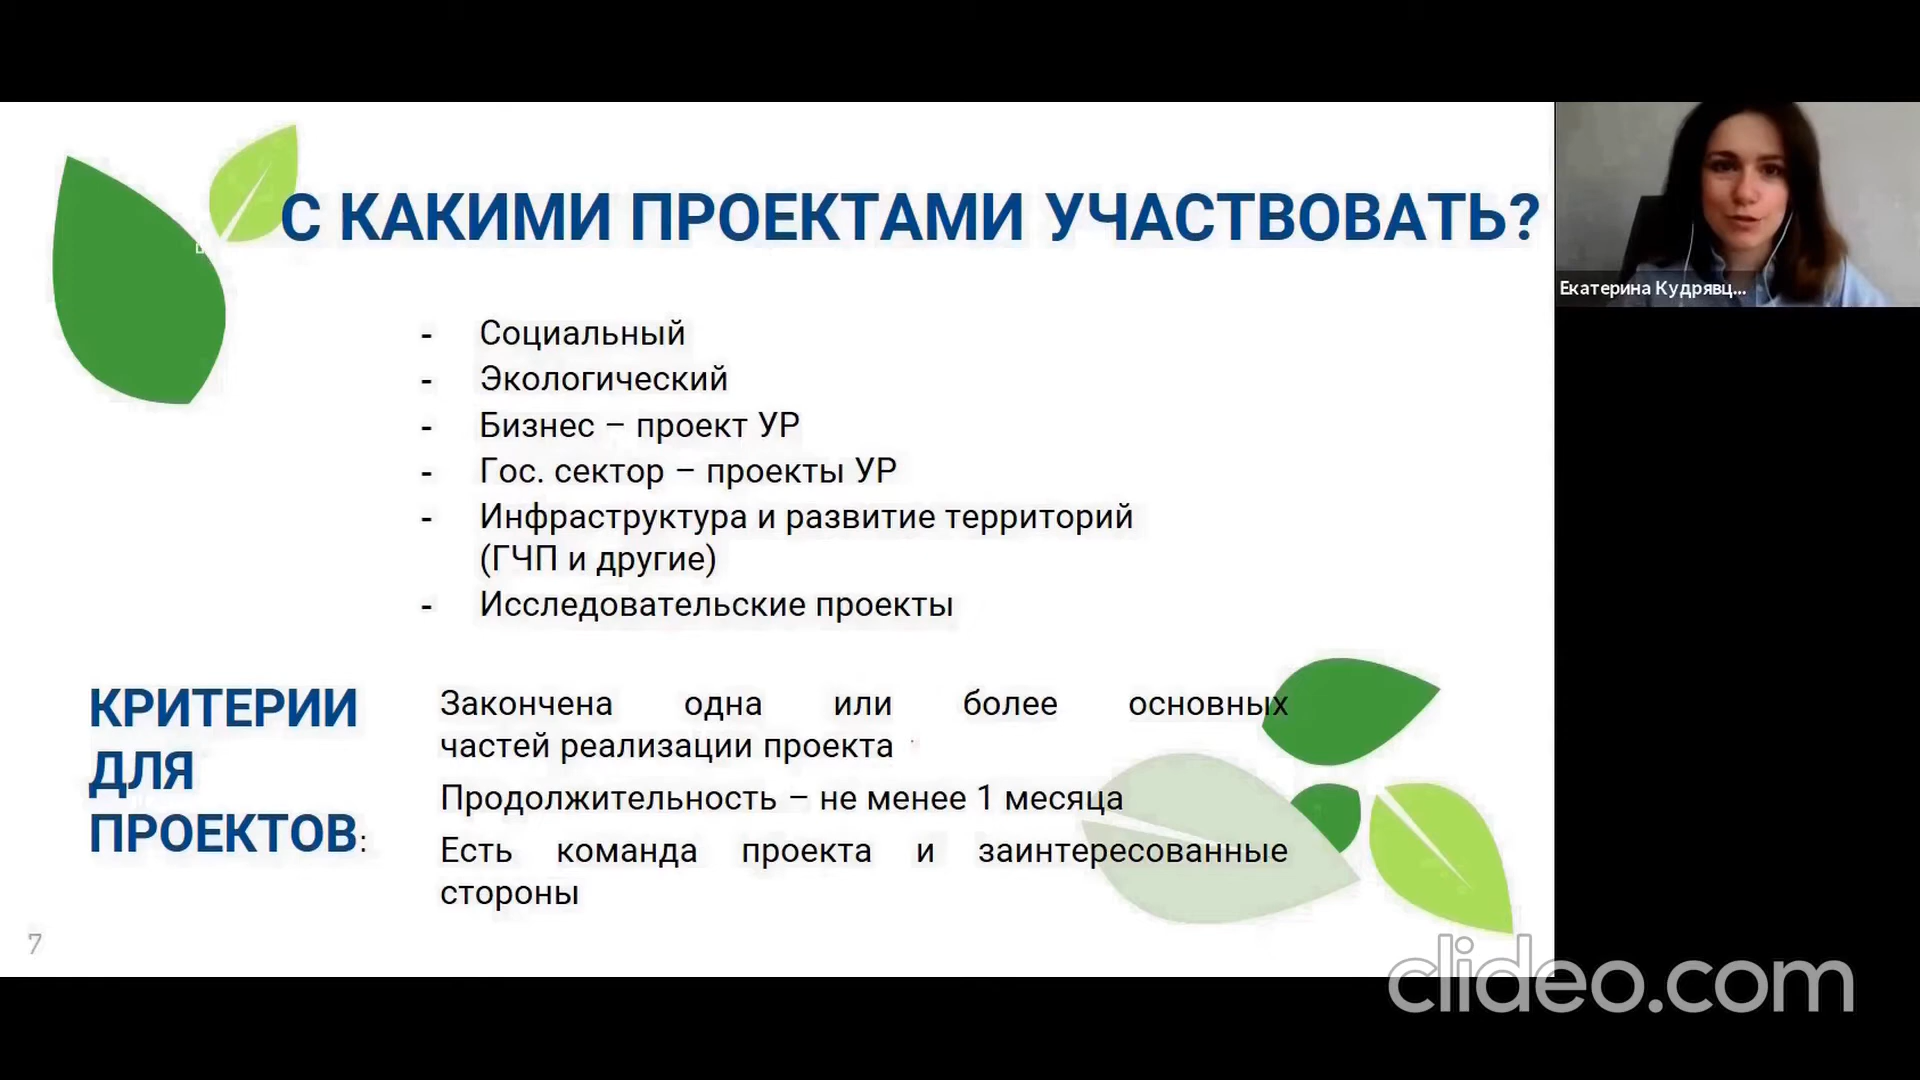 С КАКИМИ ПРОЕКТАМИ УЧАСТВОВАТЬ?
Екатерина Кудрявц...
- Социальный
- Экологический
- Бизнес – проект УР
- Гос. сектор – проекты УР
- Инфраструктура и развитие территорий
(ГЧП и другие)
- Исследовательские проекты
КРИТЕРИИ
ДЛЯ
ПРОЕКТОВ:
Закончена одна или более основных
частей реализации проекта
Продолжительность – не менее 1 месяца
Есть команда проекта и заинтересованные
стороны
7
clideo.com